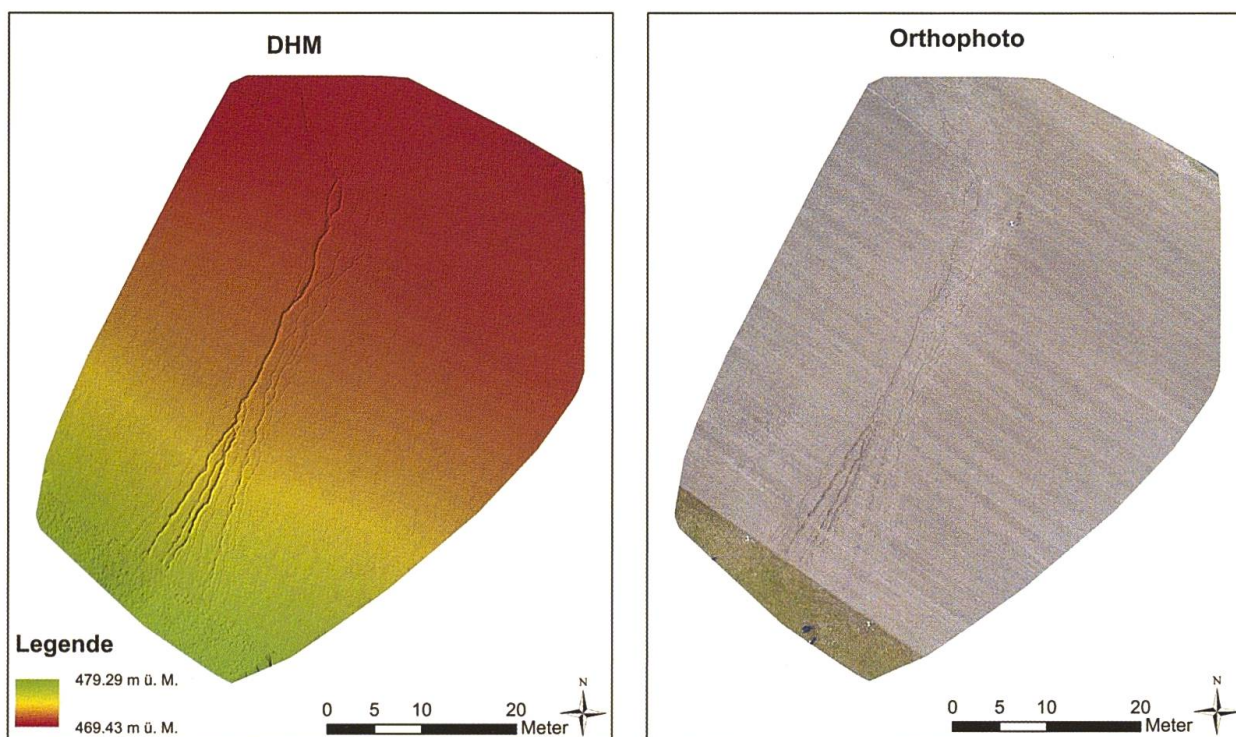 DHM
Legende
479.29 m ü. M.
469.43 m ü. M.
0 5 10 20
Meter
N
Orthophoto
0 5 10 20
Meter
N